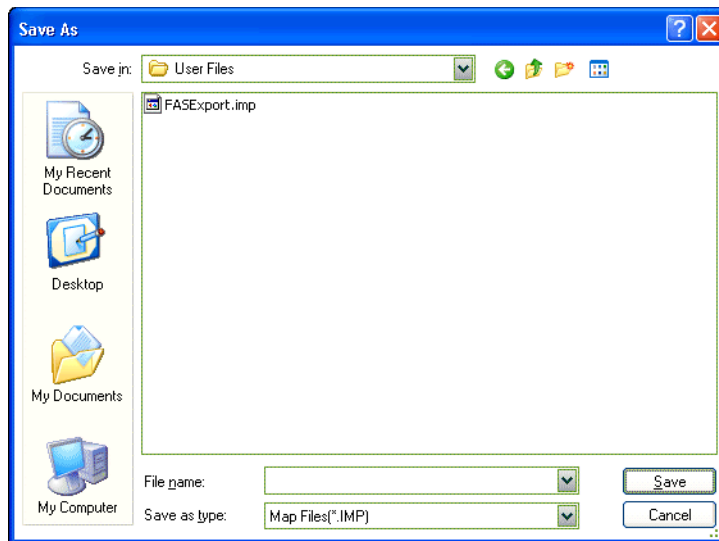 Save As
Save in: User Files
FASExport.imp
My Recent
Documents
Desktop
My Documents
My Computer
File name:
Save
Save as type: Map Files(*.IMP)
Cancel